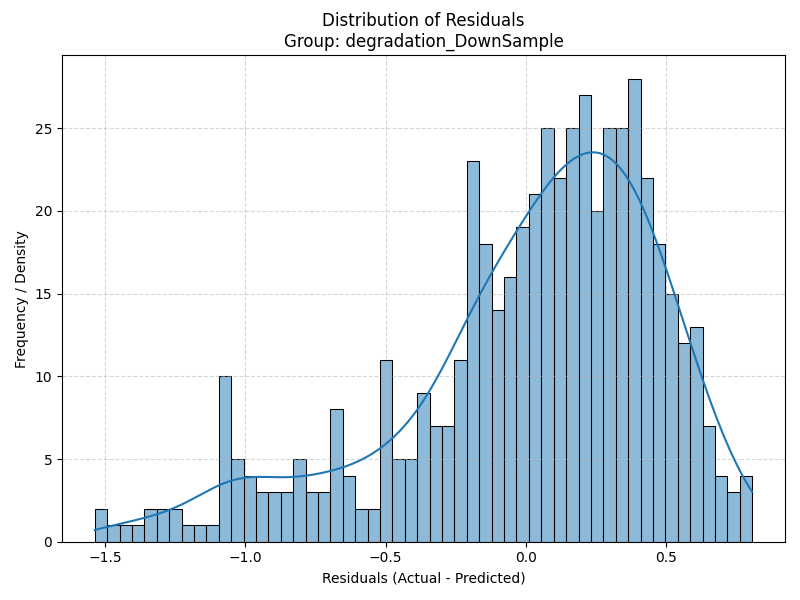 Distribution of Residuals
Group: degradation_DownSample
Frequency / Density
25
20
15
10
5
0
−1.5 −1.0 −0.5 0.0 0.5
Residuals (Actual - Predicted)